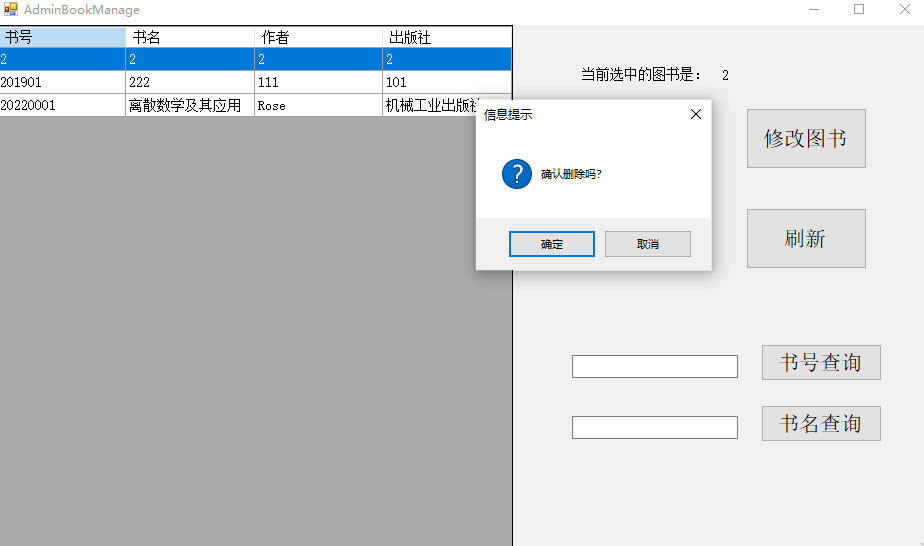 AdminBookManage
书号 书名 作者 出版社
2 2 2 2
201901 222 111 101
20220001 离散数学及其应用 Rose 机械工业出版社
当前选中的图书是： 2
修改图书
刷新
信息提示
确认删除吗?
确定 取消
书号查询
书名查询